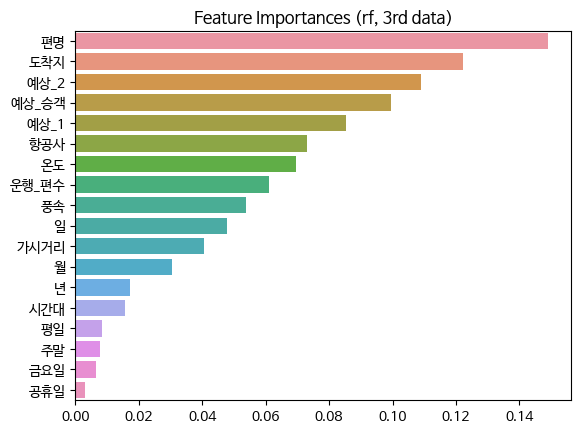 Feature Importances (rf, 3rd data)
편명
도착지
예상_2
예상_승객
예상_1
항공사
온도
운행_편수
풍속
일
가시거리
월
년
시간대
평일
주말
금요일
공휴일
0.00 0.02 0.04 0.06 0.08 0.10 0.12 0.14